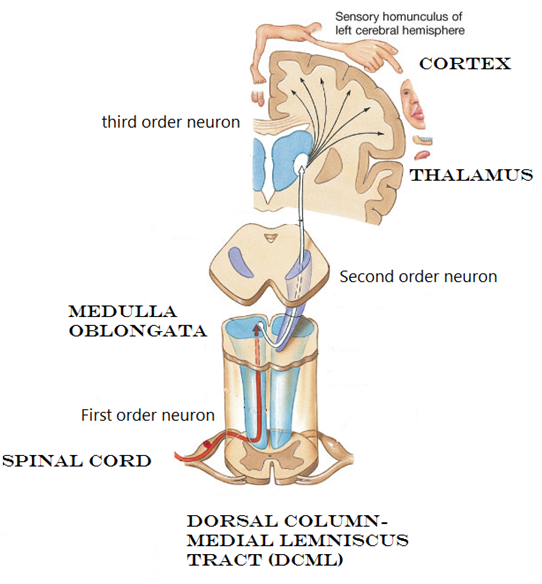 Sensory homunculus of
left cerebral hemisphere
CORTEX
third order neuron
THALAMUS
Second order neuron
MEDULLA
OBLONGATA
First order neuron
SPINAL CORD
DORSAL COLUMN-
MEDIAL LEMNISCUS
TRACT (DCML)